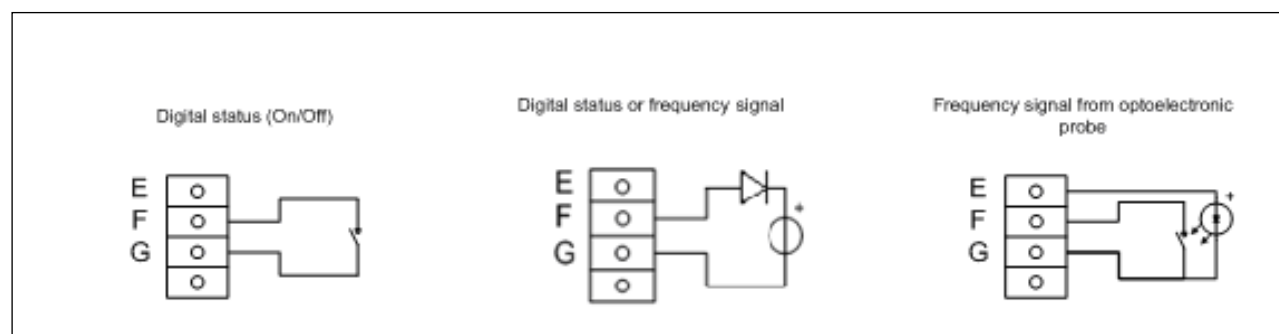 Digital status (On/Off)
E
F
G
Digital status or frequency signal
E
F
G
+
Frequency signal from optoelectronic
probe
E
F
G
+